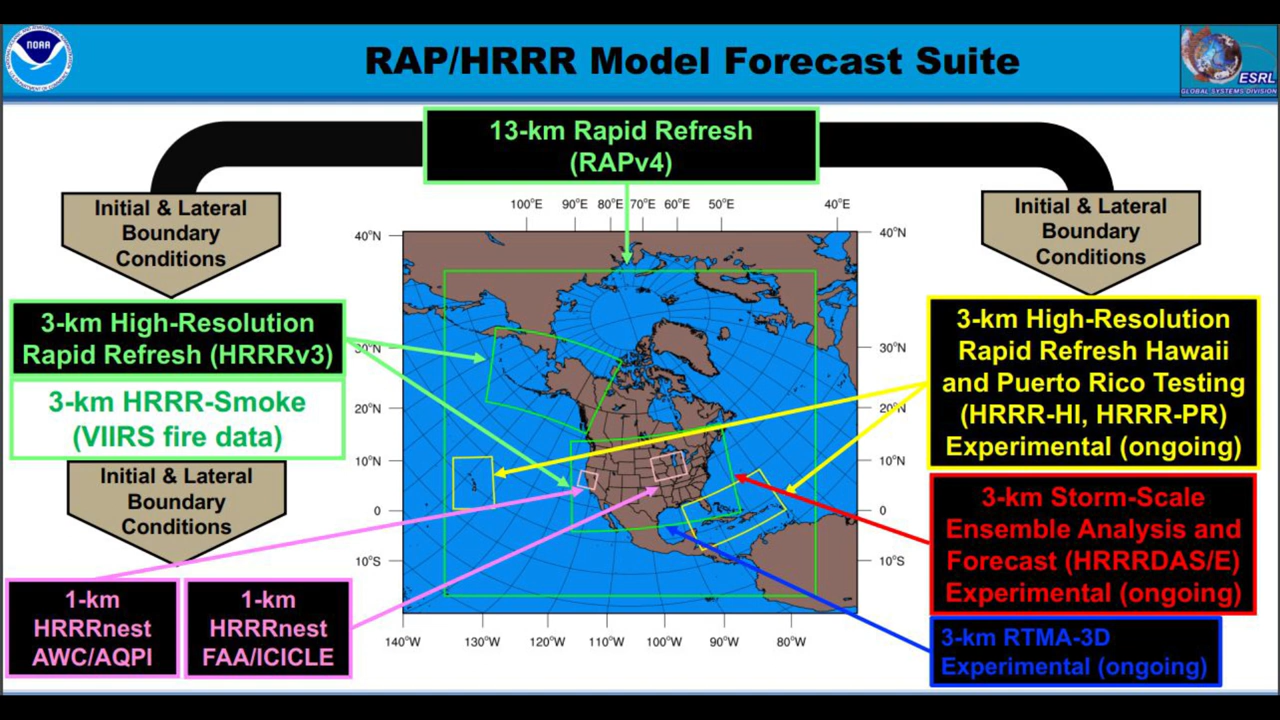 NOAA
RAP/HRRR Model Forecast Suite
ESRL
GLOBAL SYSTEMS DIVISION
13-km Rapid Refresh
(RAPv4)
Initial & Lateral
Boundary
Conditions
Initial & Lateral
Boundary
Conditions
100°E 90°E 80°E 70°E 60°E 50°E 40°E
40°N 40°N
30°N 30°N
20°N 20°N
10°N 10°N
0 0
10°S 10°S
140°W 130°W 120°W 110°W 100°W 90°W 80°W
3-km High-Resolution
Rapid Refresh (HRRRv3)
3-km HRRR-Smoke
(VIIRS fire data)
Initial & Lateral
Boundary
Conditions
1-km
HRRRnest
AWC/AQPI
1-km
HRRRnest
FAA/ICICLE
3-km High-Resolution
Rapid Refresh Hawaii
and Puerto Rico Testing
(HRRR-HI, HRRR-PR)
Experimental (ongoing)
3-km Storm-Scale
Ensemble Analysis and
Forecast (HRRRDAS/E)
Experimental (ongoing)
3-km RTMA-3D
Experimental (ongoing)